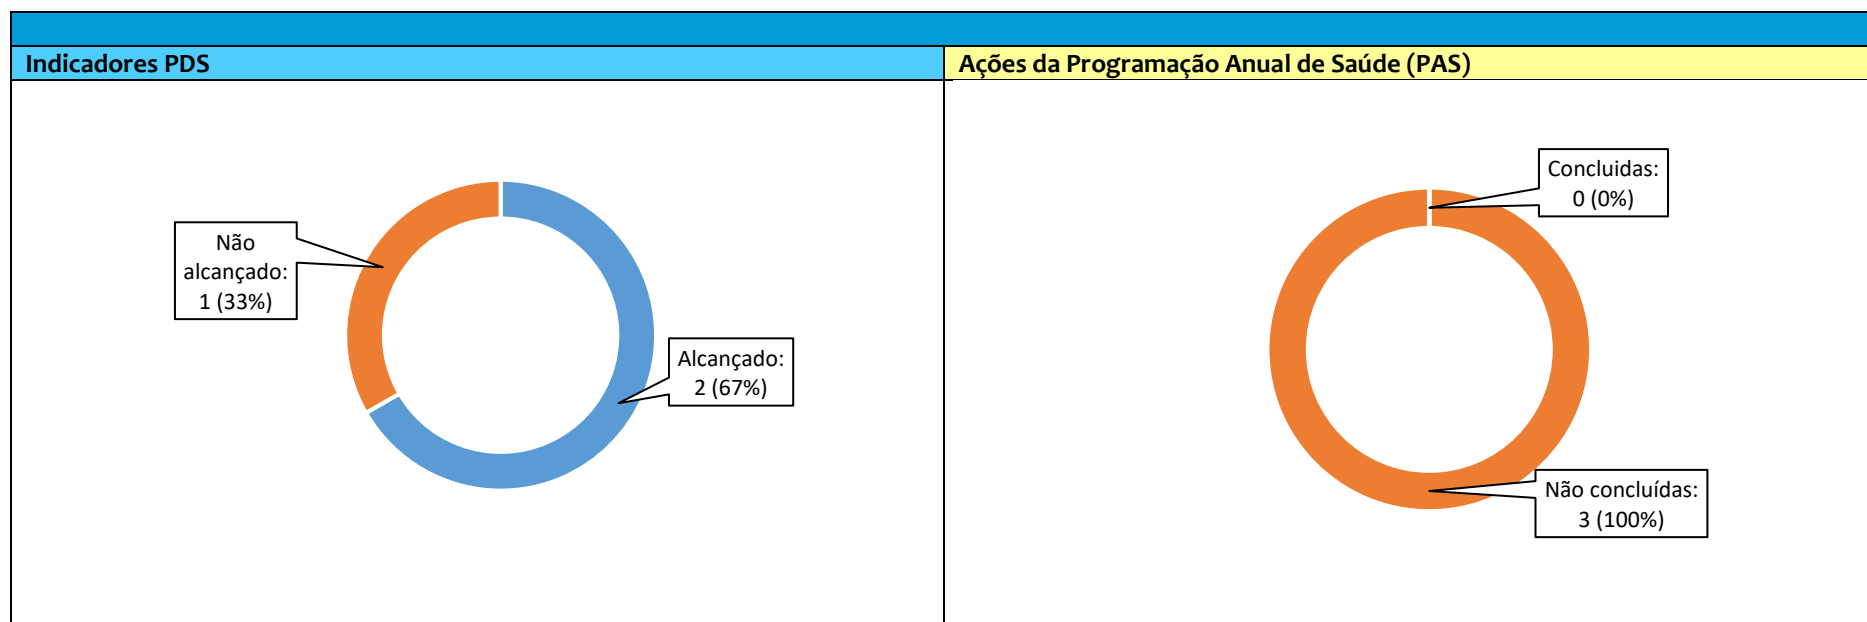 Indicadores PDS
Ações da Programação Anual de Saúde (PAS)
Não
alcançado:
1 (33%)
Alcançado:
2 (67%)
Concluidas:
0 (0%)
Não concluídas:
3 (100%)